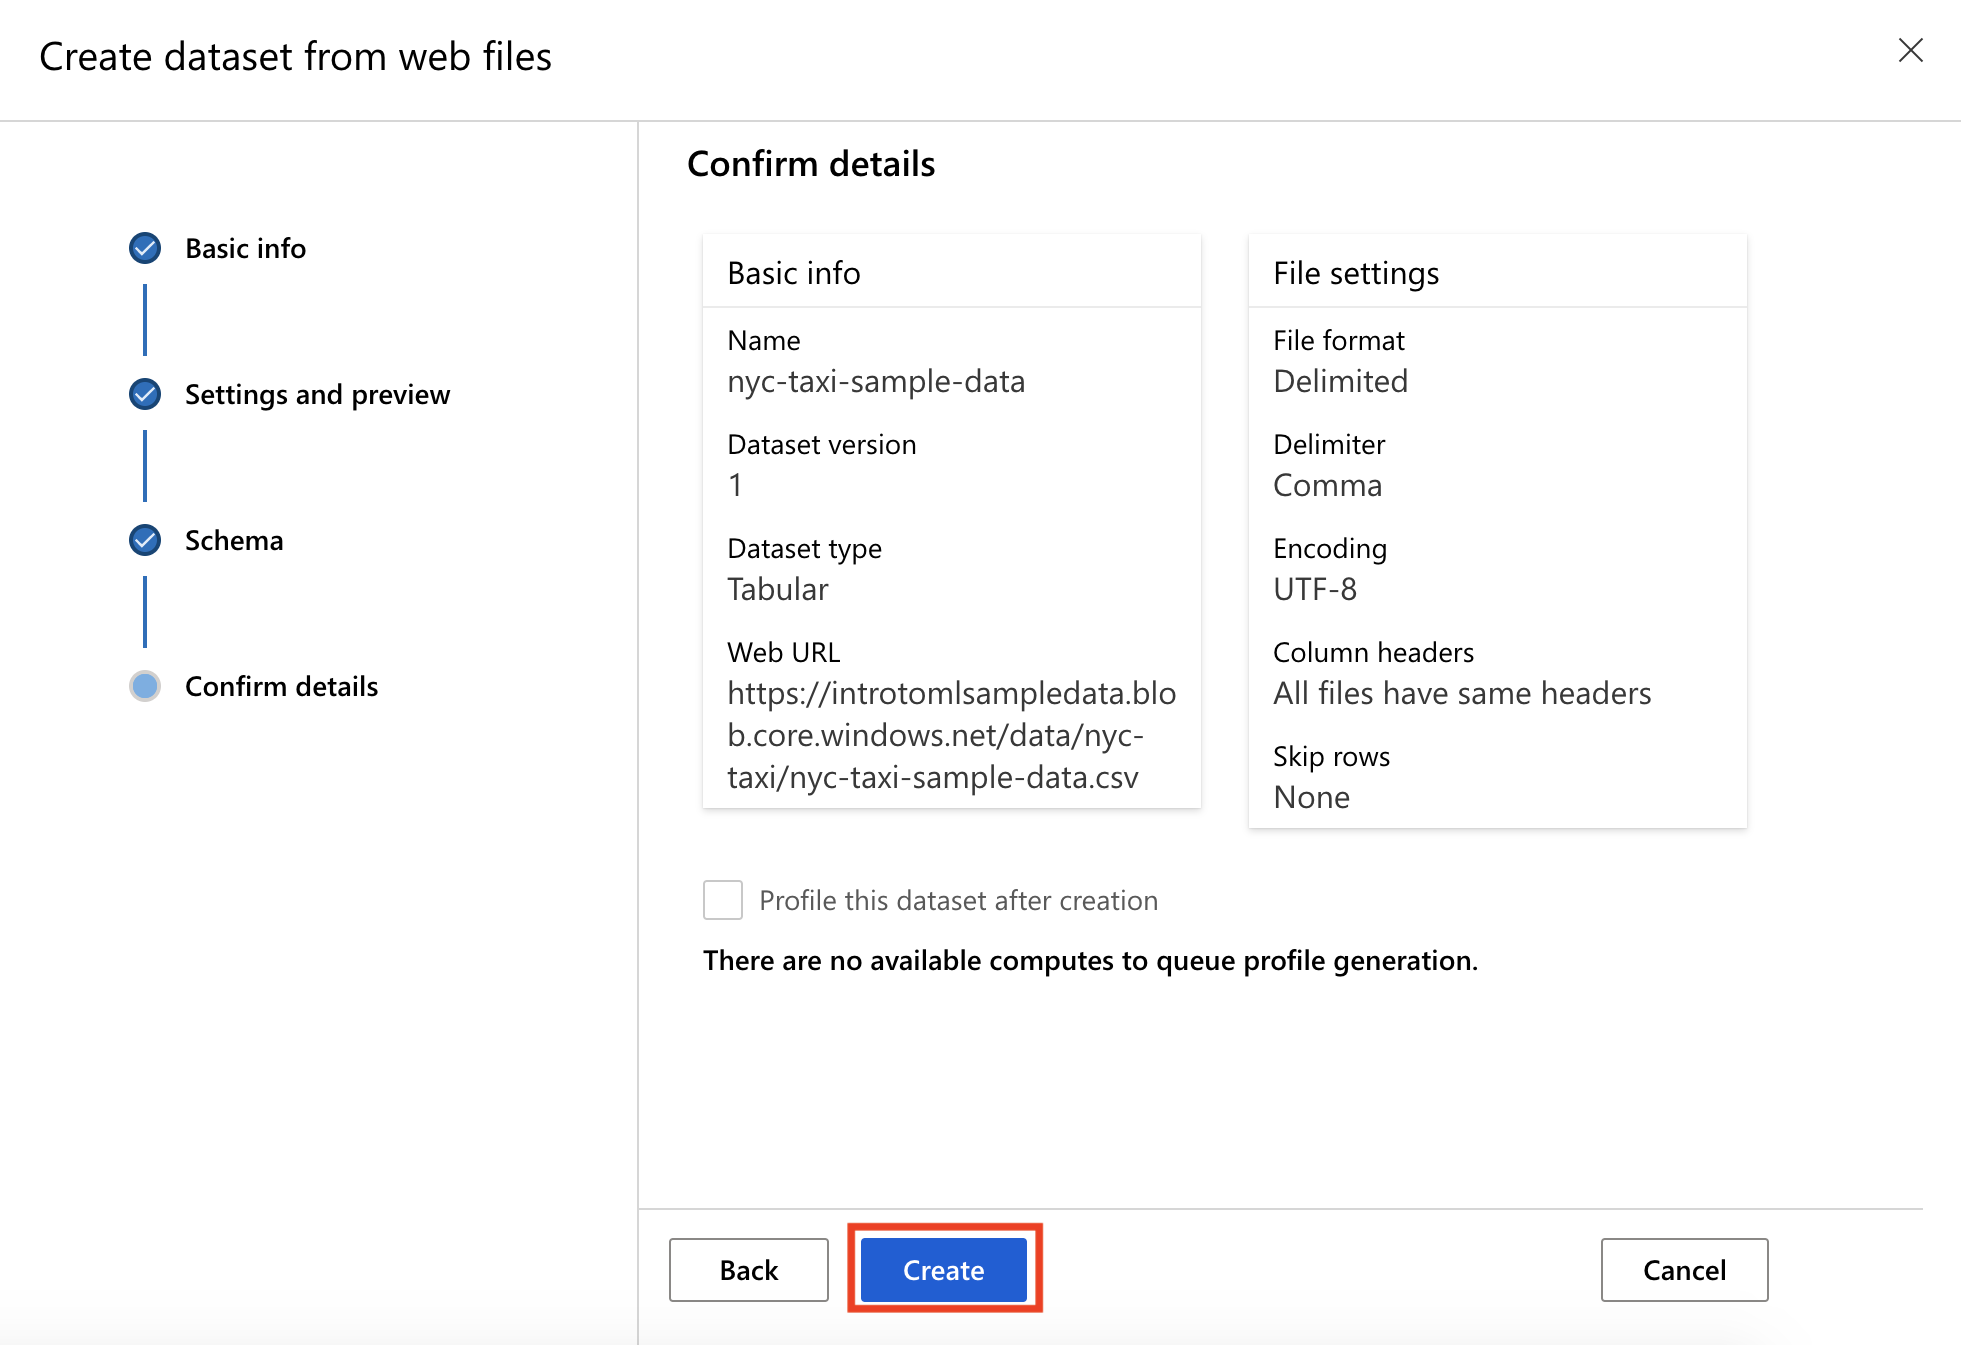 Create dataset from web files
Basic info
Settings and preview
Schema
Confirm details
Confirm details
Basic info
Name
nyc-taxi-sample-data
Dataset version
1
Dataset type
Tabular
Web URL
https://introtomlsampledata.blo
b.core.windows.net/data/nyc-
taxi/nyc-taxi-sample-data.csv
File settings
File format
Delimited
Delimiter
Comma
Encoding
UTF-8
Column headers
All files have same headers
Skip rows
None
Profile this dataset after creation
There are no available computes to queue profile generation.
Back
Create
Cancel